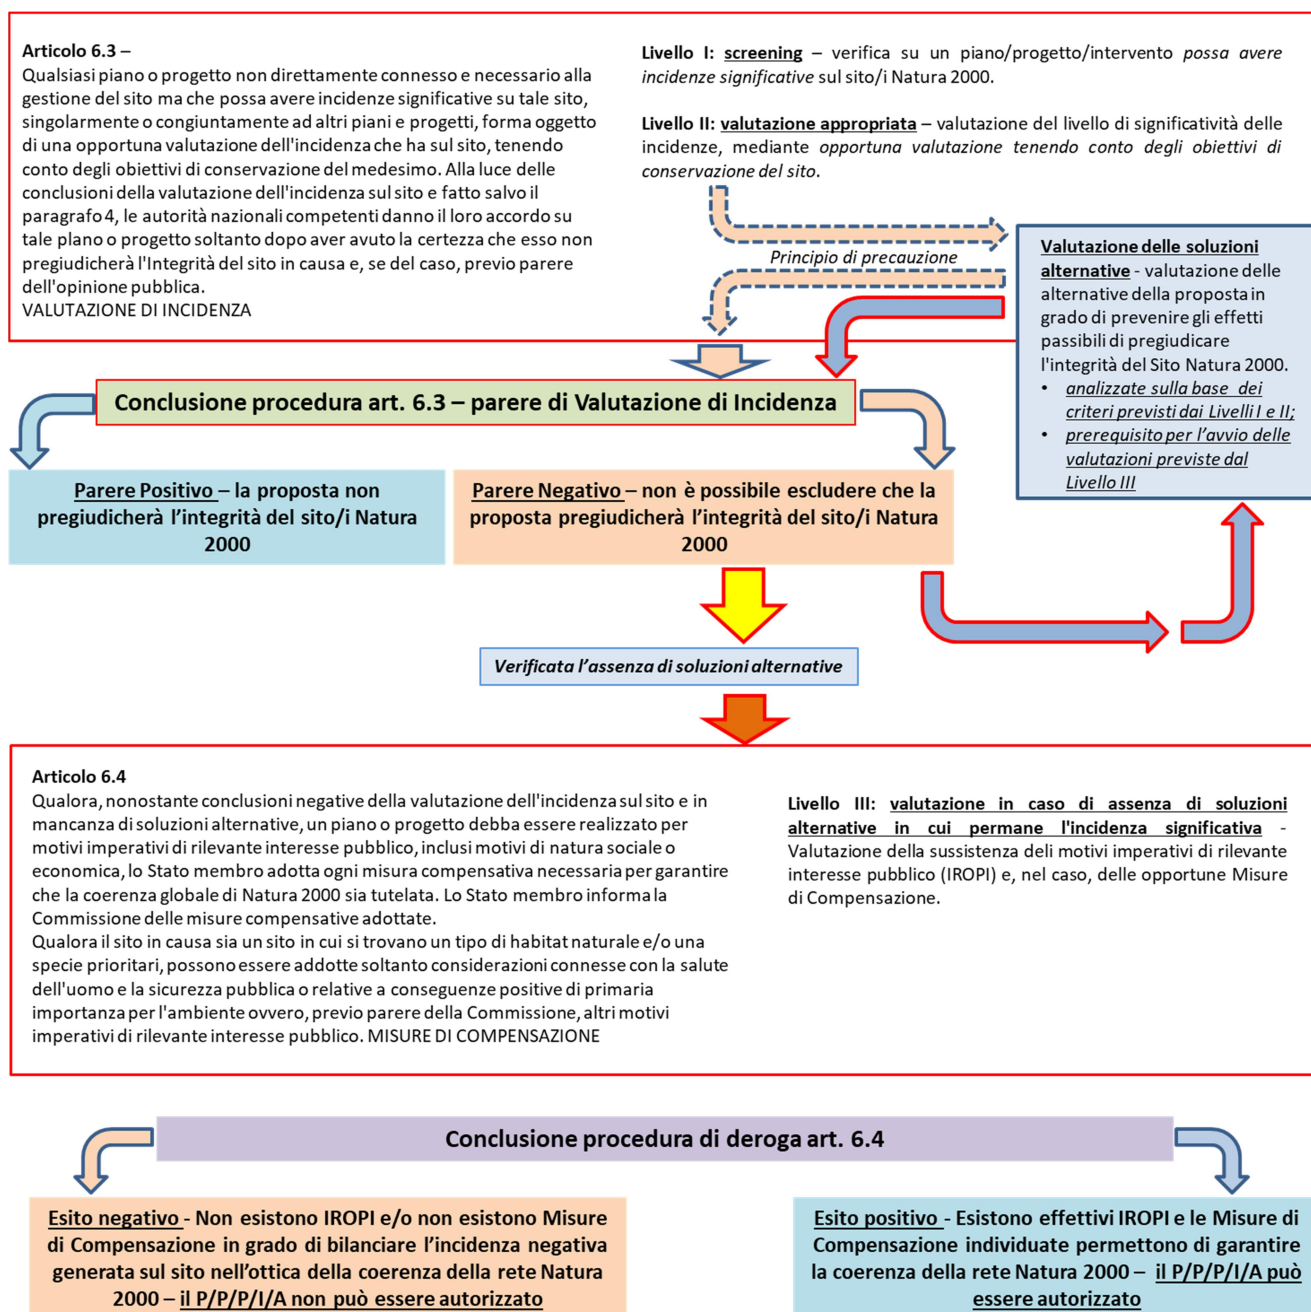 Articolo 6.3 –
Qualsiasi piano o progetto non direttamente connesso e necessario alla
gestione del sito ma che possa avere incidenze significative su tale sito,
singolarmente o congiuntamente ad altri piani e progetti, forma oggetto
di una opportuna valutazione dell'incidenza che ha sul sito, tenendo
conto degli obiettivi di conservazione del medesimo. Alla luce delle
conclusioni della valutazione dell'incidenza sul sito e fatto salvo il
paragrafo 4, le autorità nazionali competenti danno il loro accordo su
tale plano o progetto soltanto dopo aver avuto la certezza che esso non
pregiudicherà l'Integrità del sito in causa e, se del caso, previo parere
dell'opinione pubblica.
VALUTAZIONE DI INCIDENZA
Livello I: screening – verifica su un piano/progetto/intervento possa avere
incidenze significative sul sito/i Natura 2000.
Livello II: valutazione appropriata – valutazione del livello di significatività delle
incidenze, mediante opportuna valutazione tenendo conto degli obiettivi di
conservazione del sito.
Principio di precauzione
Valutazione delle soluzioni
alternative - valutazione delle
alternative della proposta in
grado di prevenire gli effetti
passibili di pregiudicare
l'integrità del Sito Natura 2000.
• analizzate sulla base dei
criteri previsti dai Livelli I e II;
• prerequisito per l’avvio delle
valutazioni previste dal
Livello III
Conclusione procedura art. 6.3 – parere di Valutazione di Incidenza
Parere Positivo – la proposta non
pregiudicherà l’integrità del sito/i Natura
2000
Parere Negativo – non è possibile escludere che la
proposta pregiudicherà l’integrità del sito/i Natura
2000
Verificata l’assenza di soluzioni alternative
Articolo 6.4
Qualora, nonostante conclusioni negative della valutazione dell'incidenza sul sito e in
mancanza di soluzioni alternative, un piano o progetto debba essere realizzato per
motivi imperativi di rilevante interesse pubblico, inclusi motivi di natura sociale o
economica, lo Stato membro adotta ogni misura compensativa necessaria per garantire
che la coerenza globale di Natura 2000 sia tutelata. Lo Stato membro informa la
Commissione delle misure compensative adottate.
Qualora il sito in causa sia un sito in cui si trovano un tipo di habitat naturale e/o una
specie prioritari, possono essere addotte soltanto considerazioni connesse con la salute
dell'uomo e la sicurezza pubblica o relative a conseguenze positive di primaria
importanza per l'ambiente ovvero, previo parere della Commissione, altri motivi
imperativi di rilevante interesse pubblico. MISURE DI COMPENSAZIONE
Livello III: valutazione in caso di assenza di soluzioni
alternative in cui permane l'incidenza significativa -
Valutazione della sussistenza deli motivi imperativi di rilevante
interesse pubblico (IROPI) e, nel caso, delle opportune Misure
di Compensazione.
Conclusione procedura di deroga art. 6.4
Esito negativo - Non esistono IROPI e/o non esistono Misure
di Compensazione in grado di bilanciare l’incidenza negativa
generata sul sito nell’ottica della coerenza della rete Natura
2000 – il P/P/P/I/A non può essere autorizzato
Esito positivo - Esistono effettivi IROPI e le Misure di
Compensazione individuate permettono di garantire
la coerenza della rete Natura 2000 – il P/P/P/I/A può
essere autorizzato